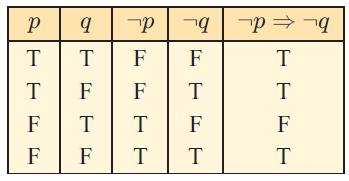 p q ¬p ¬q ¬p ⇒ ¬q
T T F F T
T F F T T
F T T F F
F F T T T